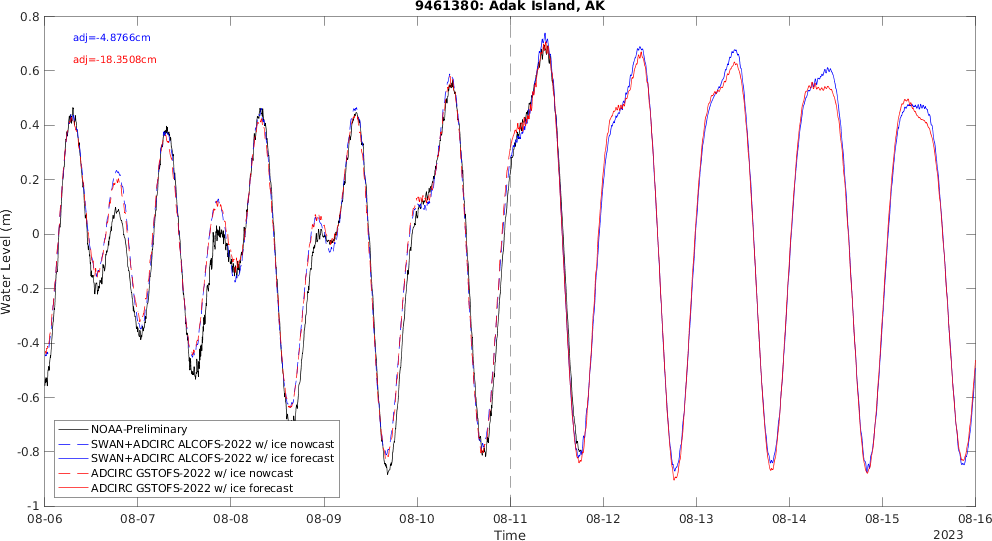 9461380: Adak Island, AK
adj=-4.8766cm
adj=-18.3508cm
Water Level (m)
0.8
0.6
0.4
0.2
0
-0.2
-0.4
-0.6
-0.8
-1
NOAA-Preliminary
SWAN+ADCIRC ALCOFS-2022 w/ ice nowcast
SWAN+ADCIRC ALCOFS-2022 w/ ice forecast
ADCIRC GSTOFS-2022 w/ ice nowcast
ADCIRC GSTOFS-2022 w/ ice forecast
08-06 08-07 08-08 08-09 08-10 08-11 08-12 08-13 08-14 08-15 08-16
Time
2023